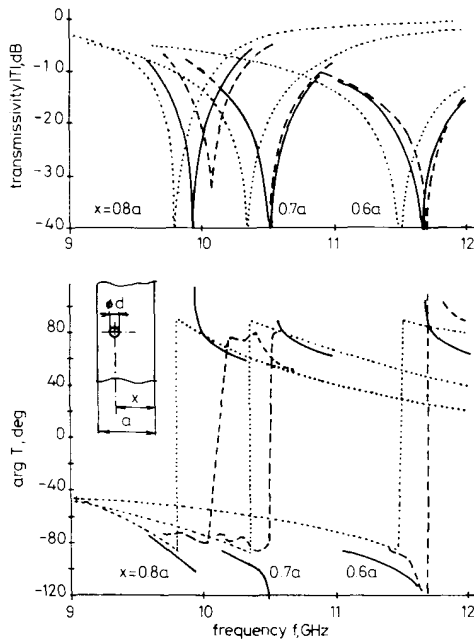 transmissivity |T|,dB
0
-10
-20
-30
-40
x=0.8a
0.7a
0.6a
9
10
11
12
arg T, deg
80
40
0
-40
-80
-120
ϕd
x
a
x=0.8a
0.7a
0.6a
9
10
11
12
frequency f, GHz